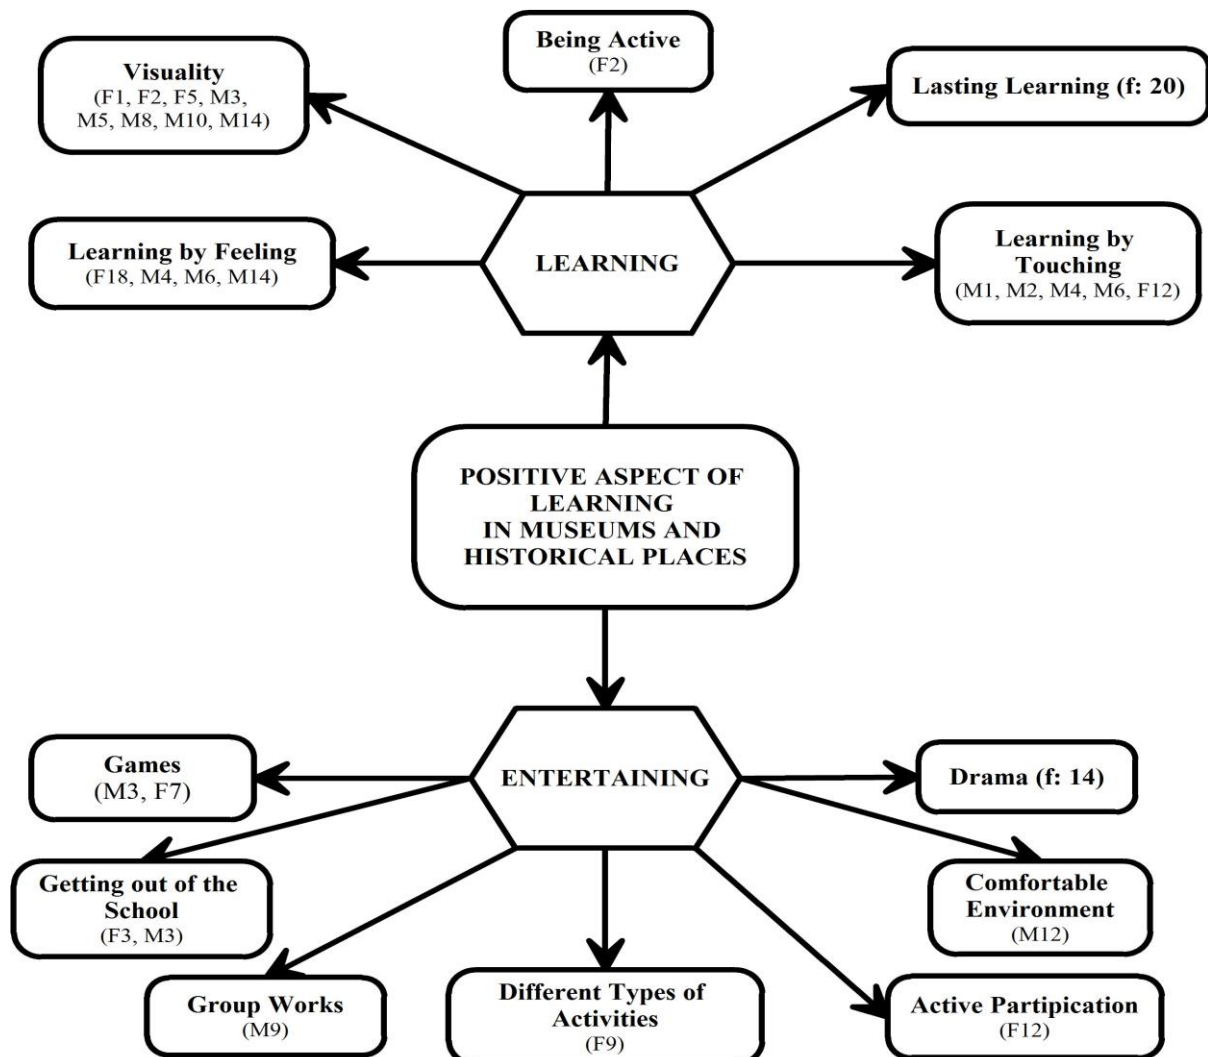 Being Active
(F2)
Visuality
(F1, F2, F5, M3,
M5, M8, M10, M14)
Lasting Learning (f: 20)
Learning by Feeling
(F18, M4, M6, M14)
LEARNING
Learning by
Touching
(M1, M2, M4, M6, F12)
POSITIVE ASPECT OF
LEARNING
IN MUSEUMS AND
HISTORICAL PLACES
Games
(M3, F7)
ENTERTAINING
Drama (f: 14)
Getting out of the
School
(F3, M3)
Comfortable
Environment
(M12)
Group Works
(M9)
Different Types of
Activities
(F9)
Active Partipication
(F12)